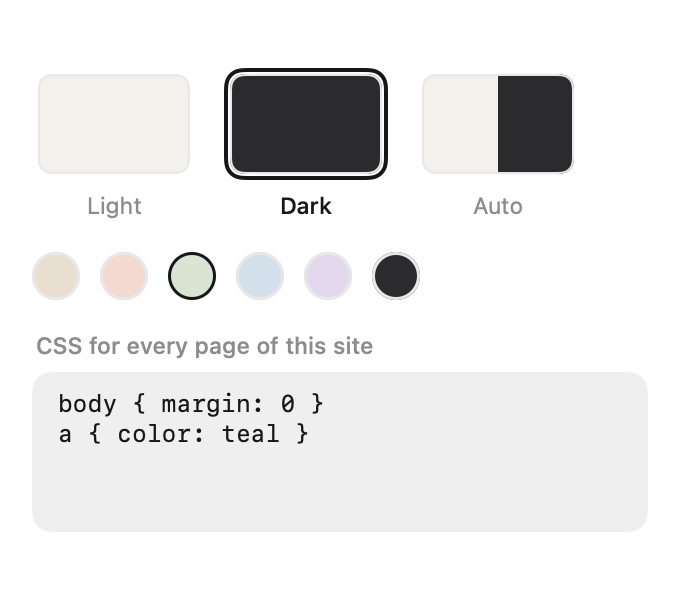 Light
Dark
Auto
CSS for every page of this site
body { margin: 0 }
a { color: teal }